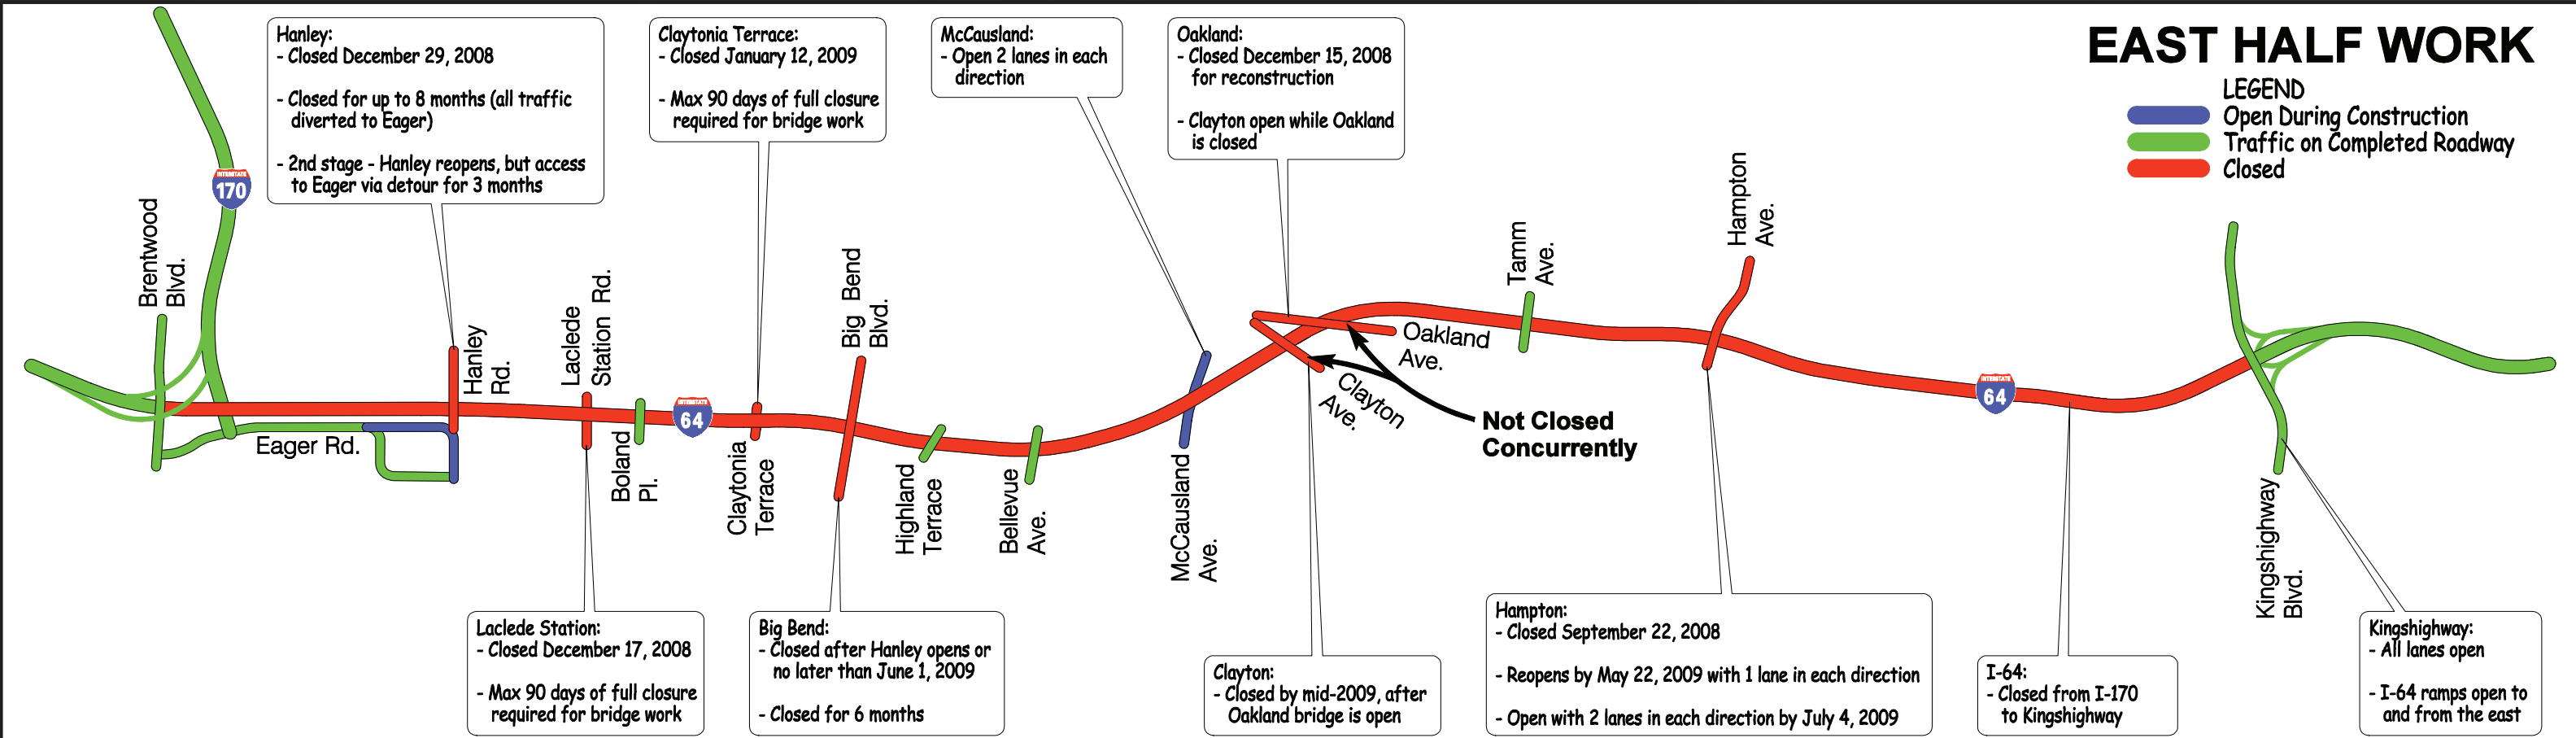 EAST HALF WORK
LEGEND
Open During Construction
Traffic on Completed Roadway
Closed
Hanley:
- Closed December 29, 2008
- Closed for up to 8 months (all traffic
diverted to Eager)
- 2nd stage - Hanley reopens, but access
to Eager via detour for 3 months
Claytonia Terrace:
- Closed January 12, 2009
- Max 90 days of full closure
required for bridge work
McCausland:
- Open 2 lanes in each
direction
Oakland:
- Closed December 15, 2008
for reconstruction
- Clayton open while Oakland
is closed
INTERSTATE
170
Brentwood
Blvd.
Hanley
Rd.
Laclede
Station Rd.
Big Bend
Blvd.
Tamm
Ave.
Hampton
Ave.
Oakland
Ave.
Clayton
Ave.
Not Closed
Concurrently
Eager Rd.
Boland
Pl.
INTERSTATE
64
Claytonia
Terrace
Highland
Terrace
Bellevue
Ave.
McCausland
Ave.
INTERSTATE
64
Kingshighway
Blvd.
Laclede Station:
- Closed December 17, 2008
- Max 90 days of full closure
required for bridge work
Big Bend:
- Closed after Hanley opens or
no later than June 1, 2009
- Closed for 6 months
Clayton:
- Closed by mid-2009, after
Oakland bridge is open
Hampton:
- Closed September 22, 2008
- Reopens by May 22, 2009 with 1 lane in each direction
- Open with 2 lanes in each direction by July 4, 2009
I-64:
- Closed from I-170
to Kingshighway
Kingshighway:
- All lanes open
- I-64 ramps open to
and from the east